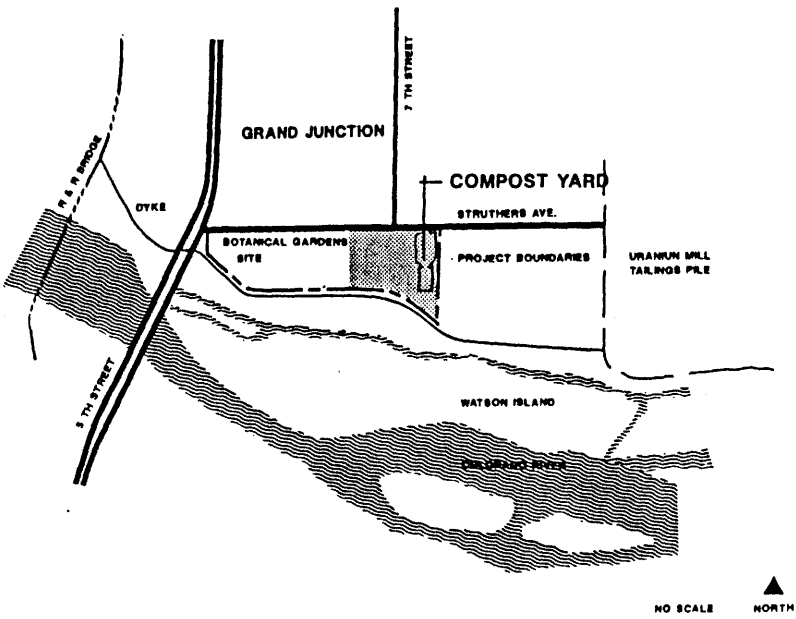 7 TH STREET
GRAND JUNCTION
R & R BRIDGE
COMPOST YARD
DYKE
STRUTHERS AVE.
BOTANICAL GARDENS
SITE
PROJECT BOUNDARIES
URANIUN MILL
TAILINGS PILE
5 TH STREET
WATSON ISLAND
COLORADO RIVER
NO SCALE
NORTH